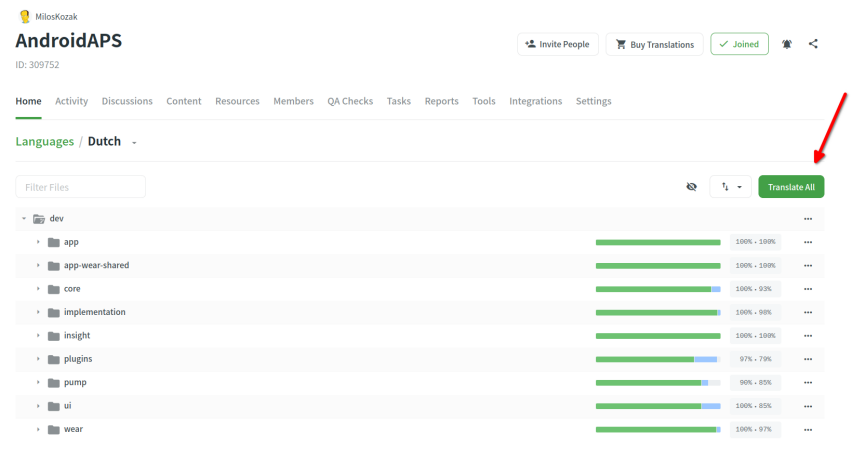 MilosKozak
AndroidAPS
Invite People
Buy Translations
Joined
ID: 309752
Home Activity Discussions Content Resources Members QA Checks Tasks Reports Tools Integrations Settings
Languages / Dutch
Filter Files
Translate All
dev
app 100% • 100%
app-wear-shared 100% • 100%
core 100% • 93%
implementation 100% • 98%
insight 100% • 100%
plugins 97% • 79%
pump 90% • 85%
ui 100% • 85%
wear 100% • 97%